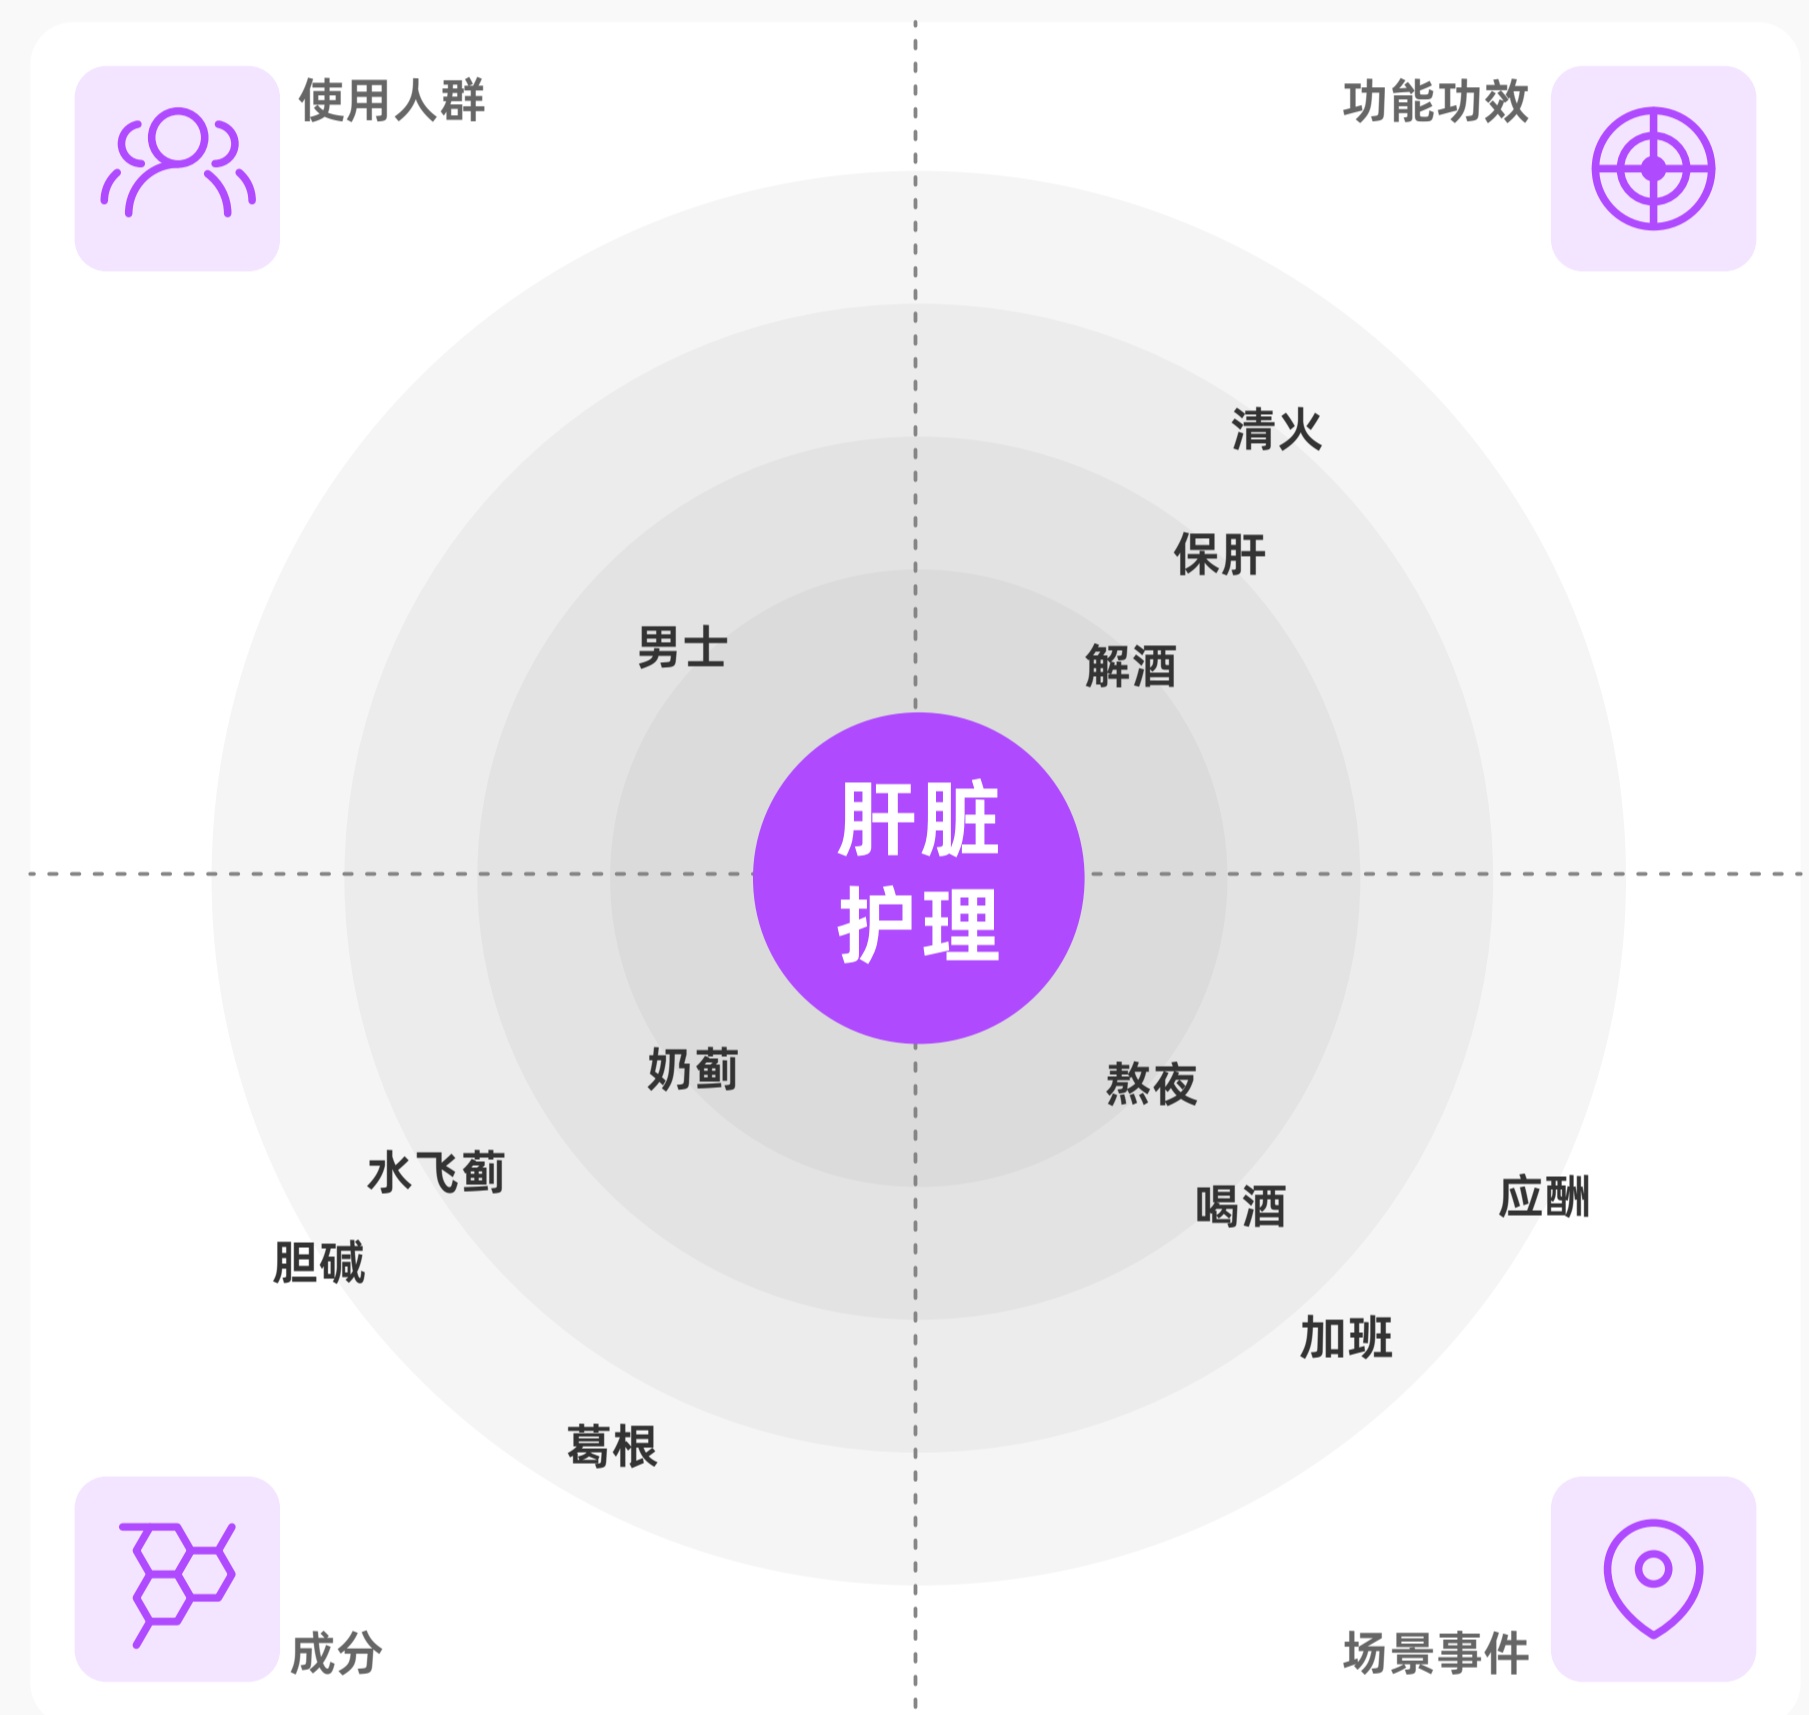 使用人群
功能功效
清火
保肝
男士
解酒
肝脏
护理
奶蓟
熬夜
水飞蓟
喝酒
应酬
胆碱
加班
葛根
成分
场景事件